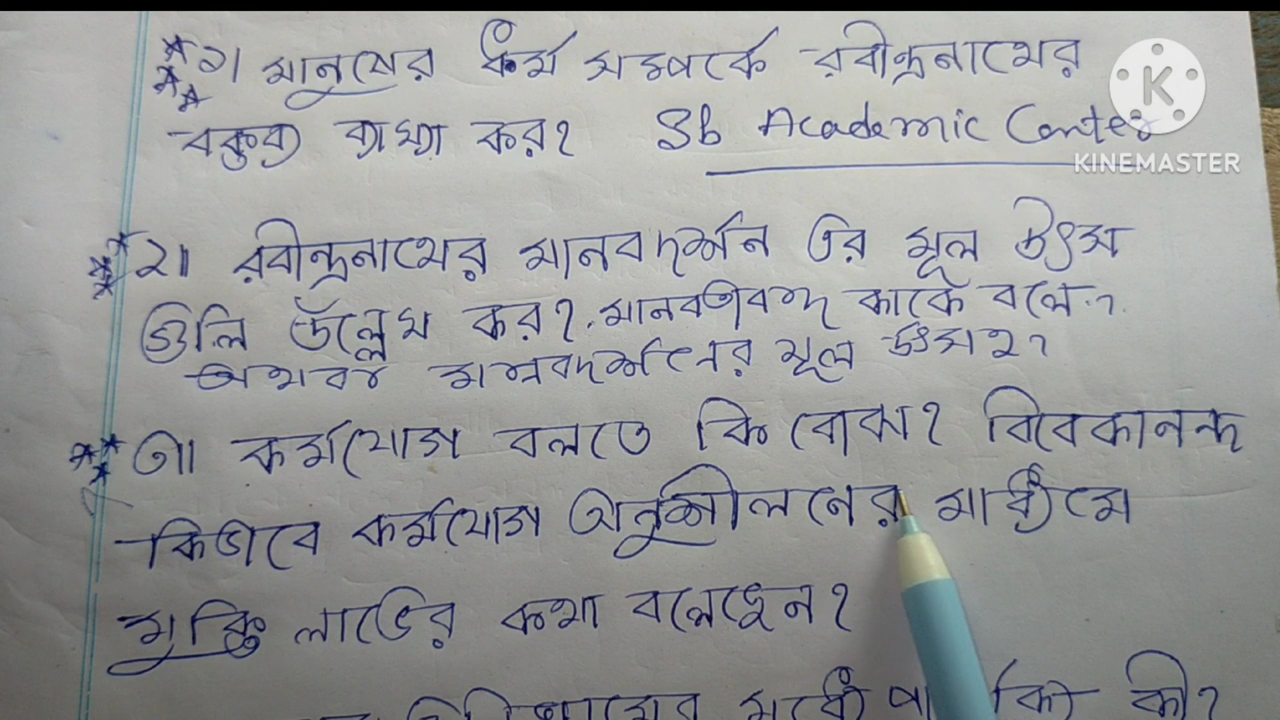 ১। মানুষের ধর্ম সম্পর্কে রবীন্দ্রনাথের
বক্তব্য ব্যাখ্যা কর?   Sb Academic Center
KINEMASTER
২। রবীন্দ্রনাথের মানবদর্শন এর মূল উৎস
গুলি উল্লেখ কর?. মানবতাবাদ কাকে বলে?
অথবা মানবদর্শনের মূল উৎস হ?
৩। কর্মযোগ বলতে কি বোঝ? বিবেকানন্দ
কিভাবে কর্মযোগ অনুশীলনের মাধ্যমে
মুক্তি লাভের কথা বলেছেন?
মধ্যে পার্থক্য কী?